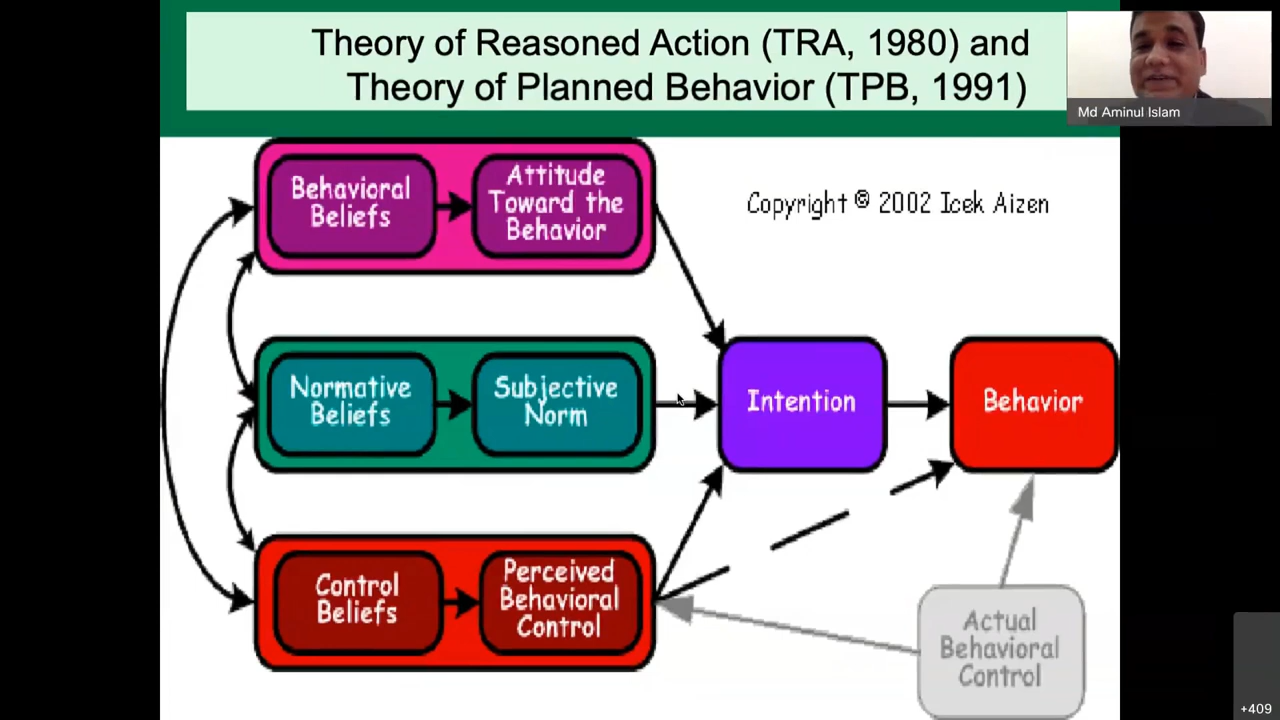 Theory of Reasoned Action (TRA, 1980) and
Theory of Planned Behavior (TPB, 1991)
Md Aminul Islam
Behavioral
Beliefs
Attitude
Toward the
Behavior
Copyright © 2002 Icek Aizen
Normative
Beliefs
Subjective
Norm
Intention
Behavior
Control
Beliefs
Perceived
Behavioral
Control
Actual
Behavioral
Control
+409